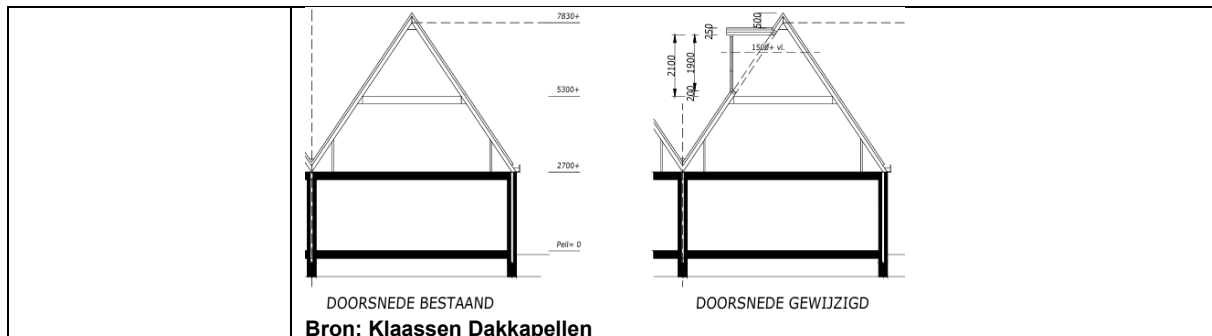 7830+
5300+
2700+
Peil= 0
DOORSNEDE BESTAAND
500
250
1500+ vl.
2100
1900
200
DOORSNEDE GEWIJZIGD
Bron: Klaassen Dakkapellen